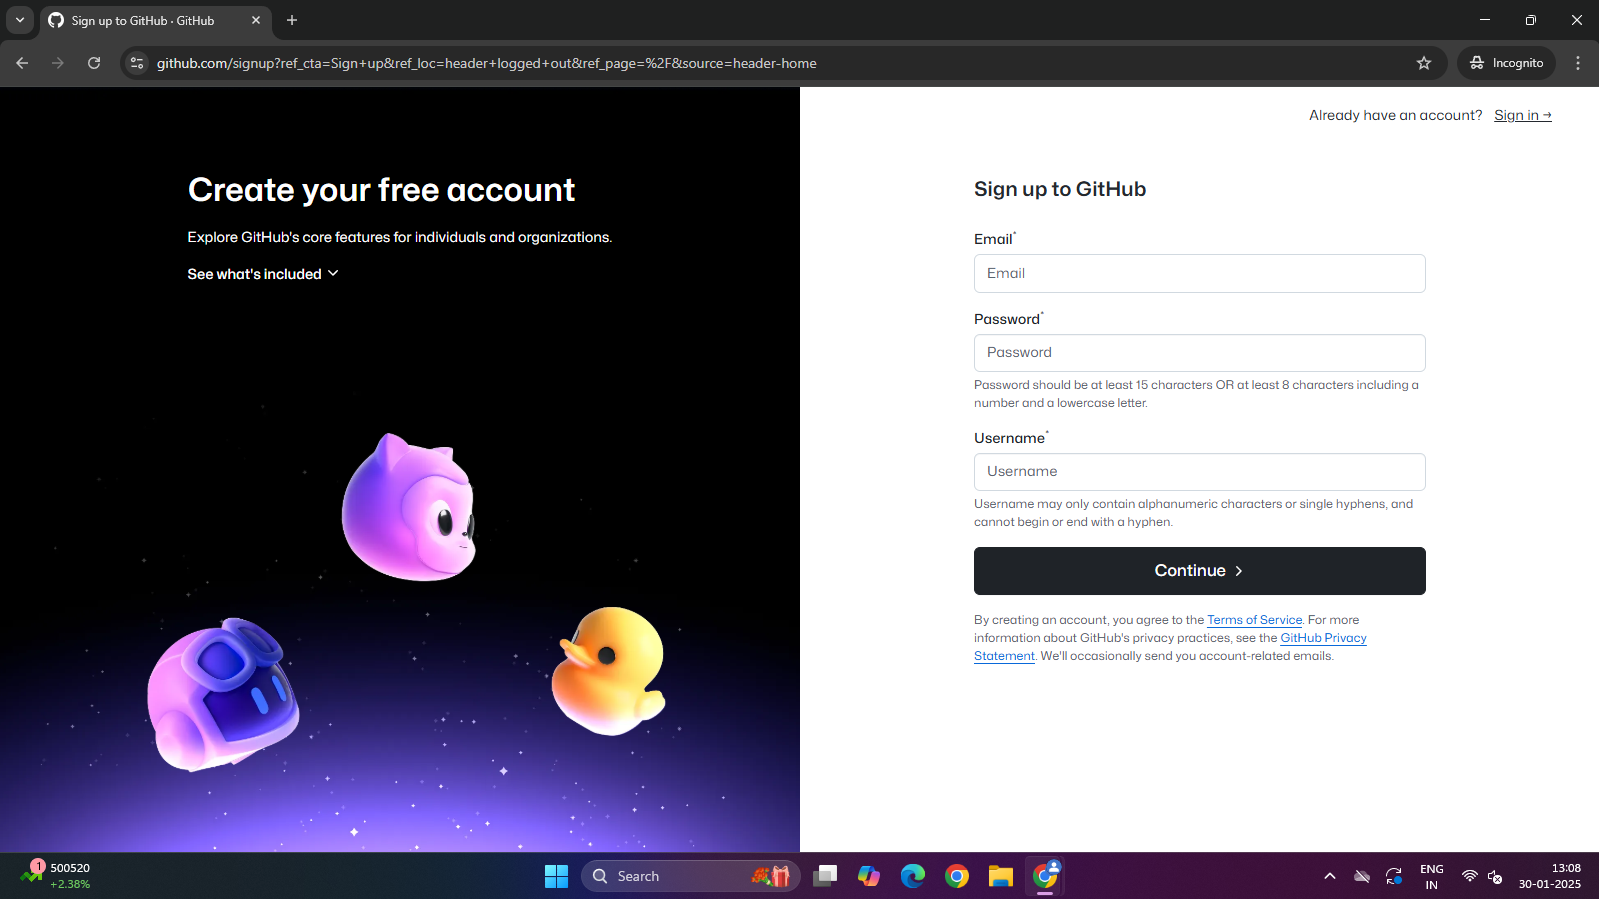 Sign up to GitHub · GitHub
github.com/signup?ref_cta=Sign+up&ref_loc=header+logged+out&ref_page=%2F&source=header-home
Incognito
Already have an account? Sign in →
Create your free account
Explore GitHub's core features for individuals and organizations.
See what's included
Sign up to GitHub
Email*
Email
Password*
Password
Password should be at least 15 characters OR at least 8 characters including a
number and a lowercase letter.
Username*
Username
Username may only contain alphanumeric characters or single hyphens, and
cannot begin or end with a hyphen.
Continue
By creating an account, you agree to the Terms of Service. For more
information about GitHub's privacy practices, see the GitHub Privacy
Statement. We'll occasionally send you account-related emails.
1
500520
+2.38%
Search
ENG
IN
13:08
30-01-2025